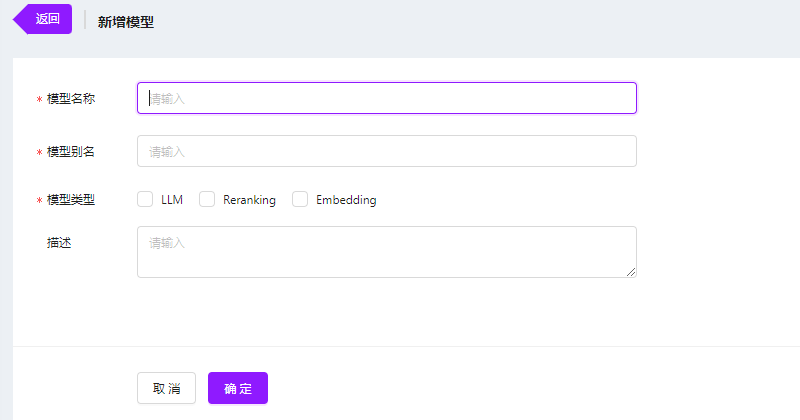 返回 新增模型
* 模型名称 请输入
* 模型别名 请输入
* 模型类型 LLM Reranking Embedding
描述 请输入
取消 确定